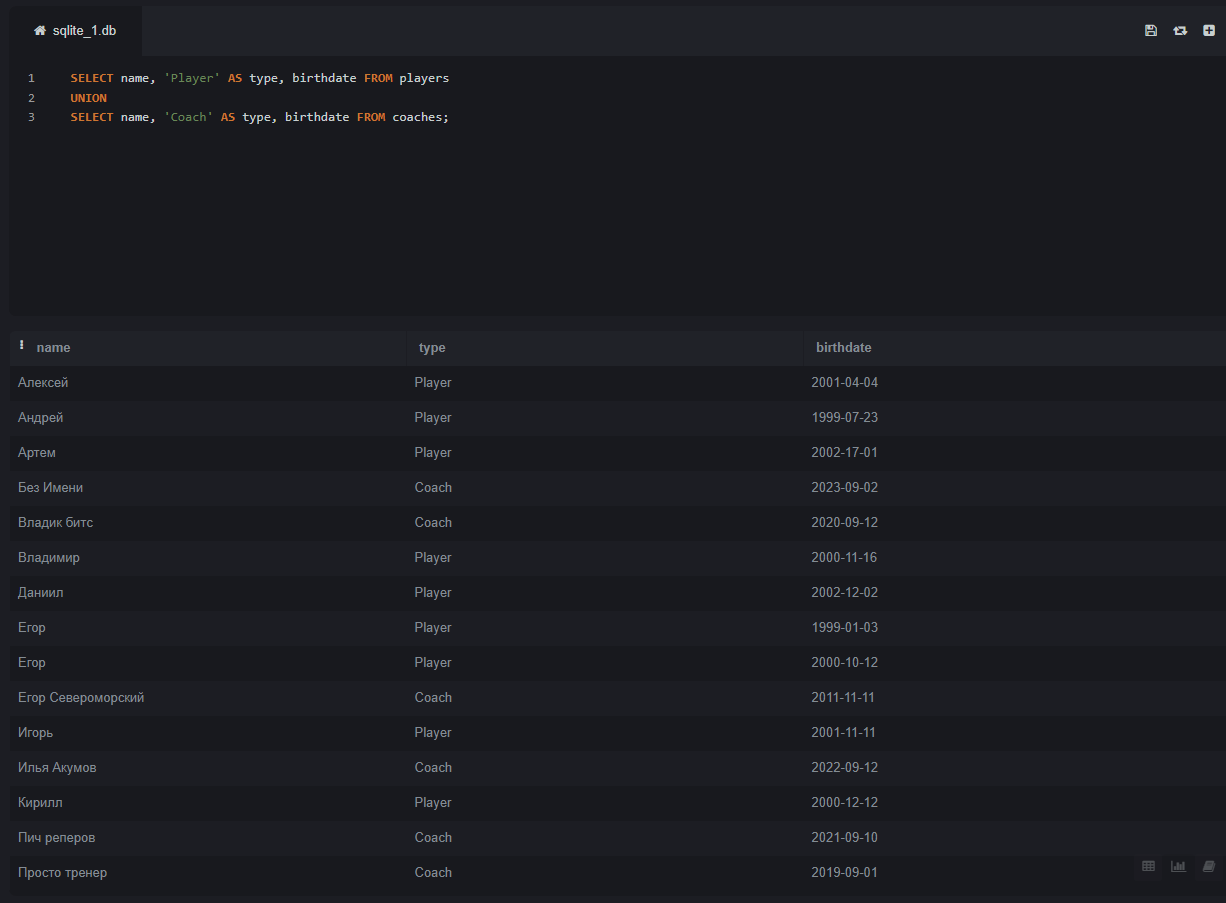 sqlite_1.db
1 SELECT name, 'Player' AS type, birthdate FROM players
2 UNION
3 SELECT name, 'Coach' AS type, birthdate FROM coaches;
name type birthdate
Алексей Player 2001-04-04
Андрей Player 1999-07-23
Артем Player 2002-17-01
Без Имени Coach 2023-09-02
Владик битс Coach 2020-09-12
Владимир Player 2000-11-16
Даниил Player 2002-12-02
Егор Player 1999-01-03
Егор Player 2000-10-12
Егор Североморский Coach 2011-11-11
Игорь Player 2001-11-11
Илья Акумов Coach 2022-09-12
Кирилл Player 2000-12-12
Пич реперов Coach 2021-09-10
Просто тренер Coach 2019-09-01